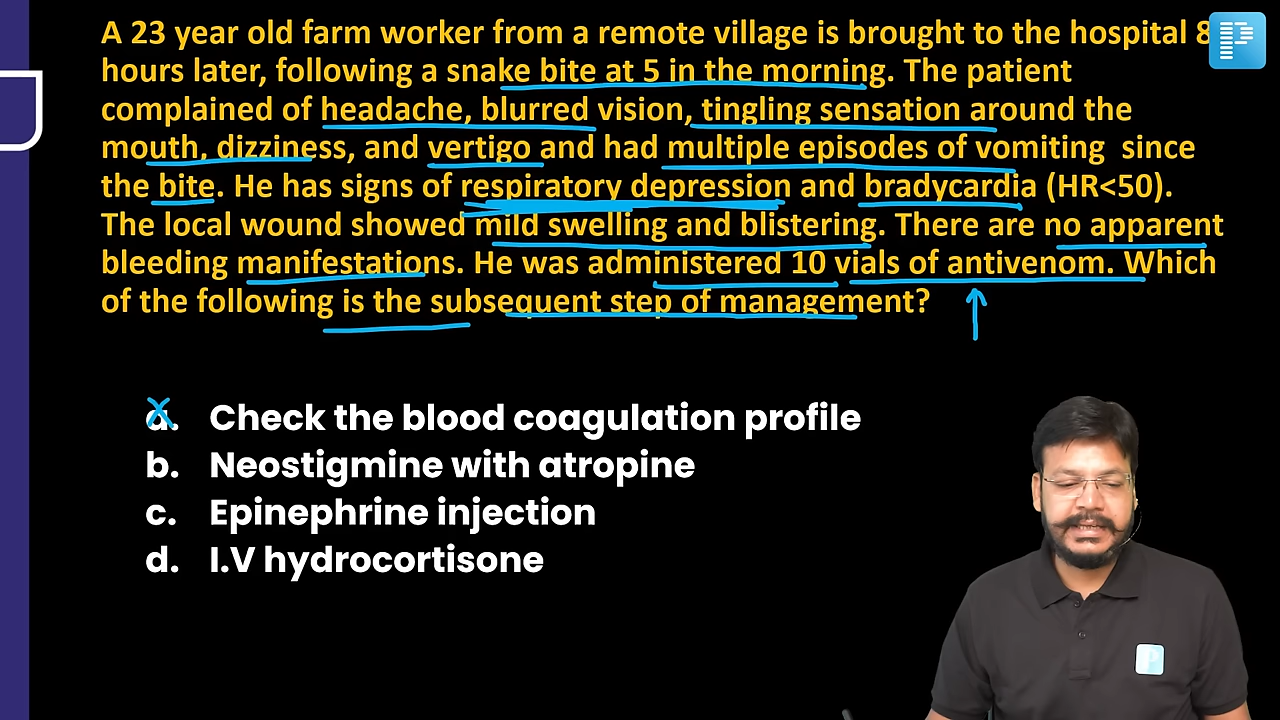 A 23 year old farm worker from a remote village is brought to the hospital 8
hours later, following a snake bite at 5 in the morning. The patient
complained of headache, blurred vision, tingling sensation around the
mouth, dizziness, and vertigo and had multiple episodes of vomiting since
the bite. He has signs of respiratory depression and bradycardia (HR<50).
The local wound showed mild swelling and blistering. There are no apparent
bleeding manifestations. He was administered 10 vials of antivenom. Which
of the following is the subsequent step of management?
a. Check the blood coagulation profile
b. Neostigmine with atropine
c. Epinephrine injection
d. I.V hydrocortisone